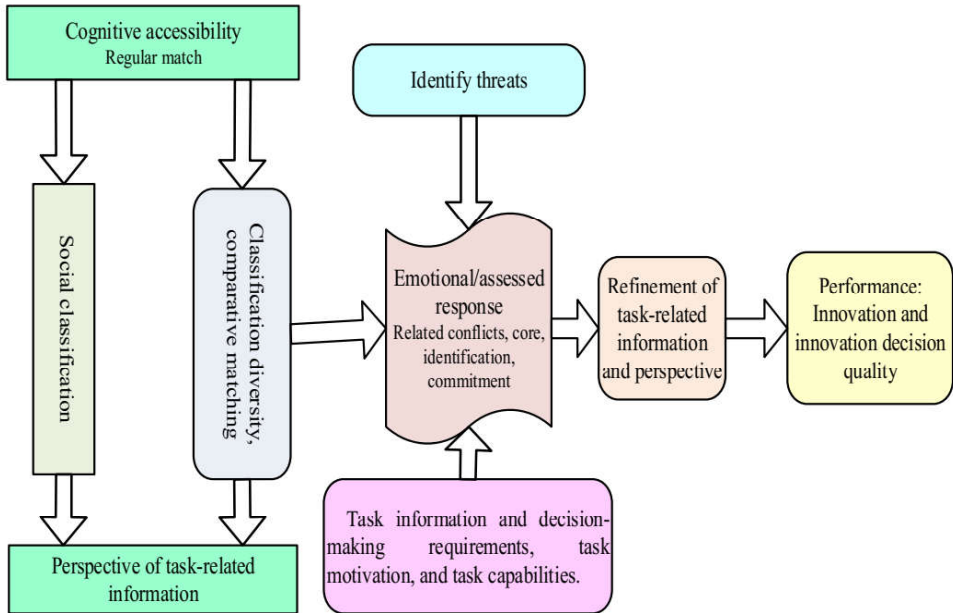 Cognitive accessibility
Regular match
Identify threats
Social classification
Classification diversity,
comparative matching
Emotional/assessed
response
Related conflicts, core,
identification,
commitment
Refinement of
task-related
information
and perspective
Performance:
Innovation and
innovation decision
quality
Task information and decision-
making requirements, task
motivation, and task capabilities.
Perspective of task-related
information